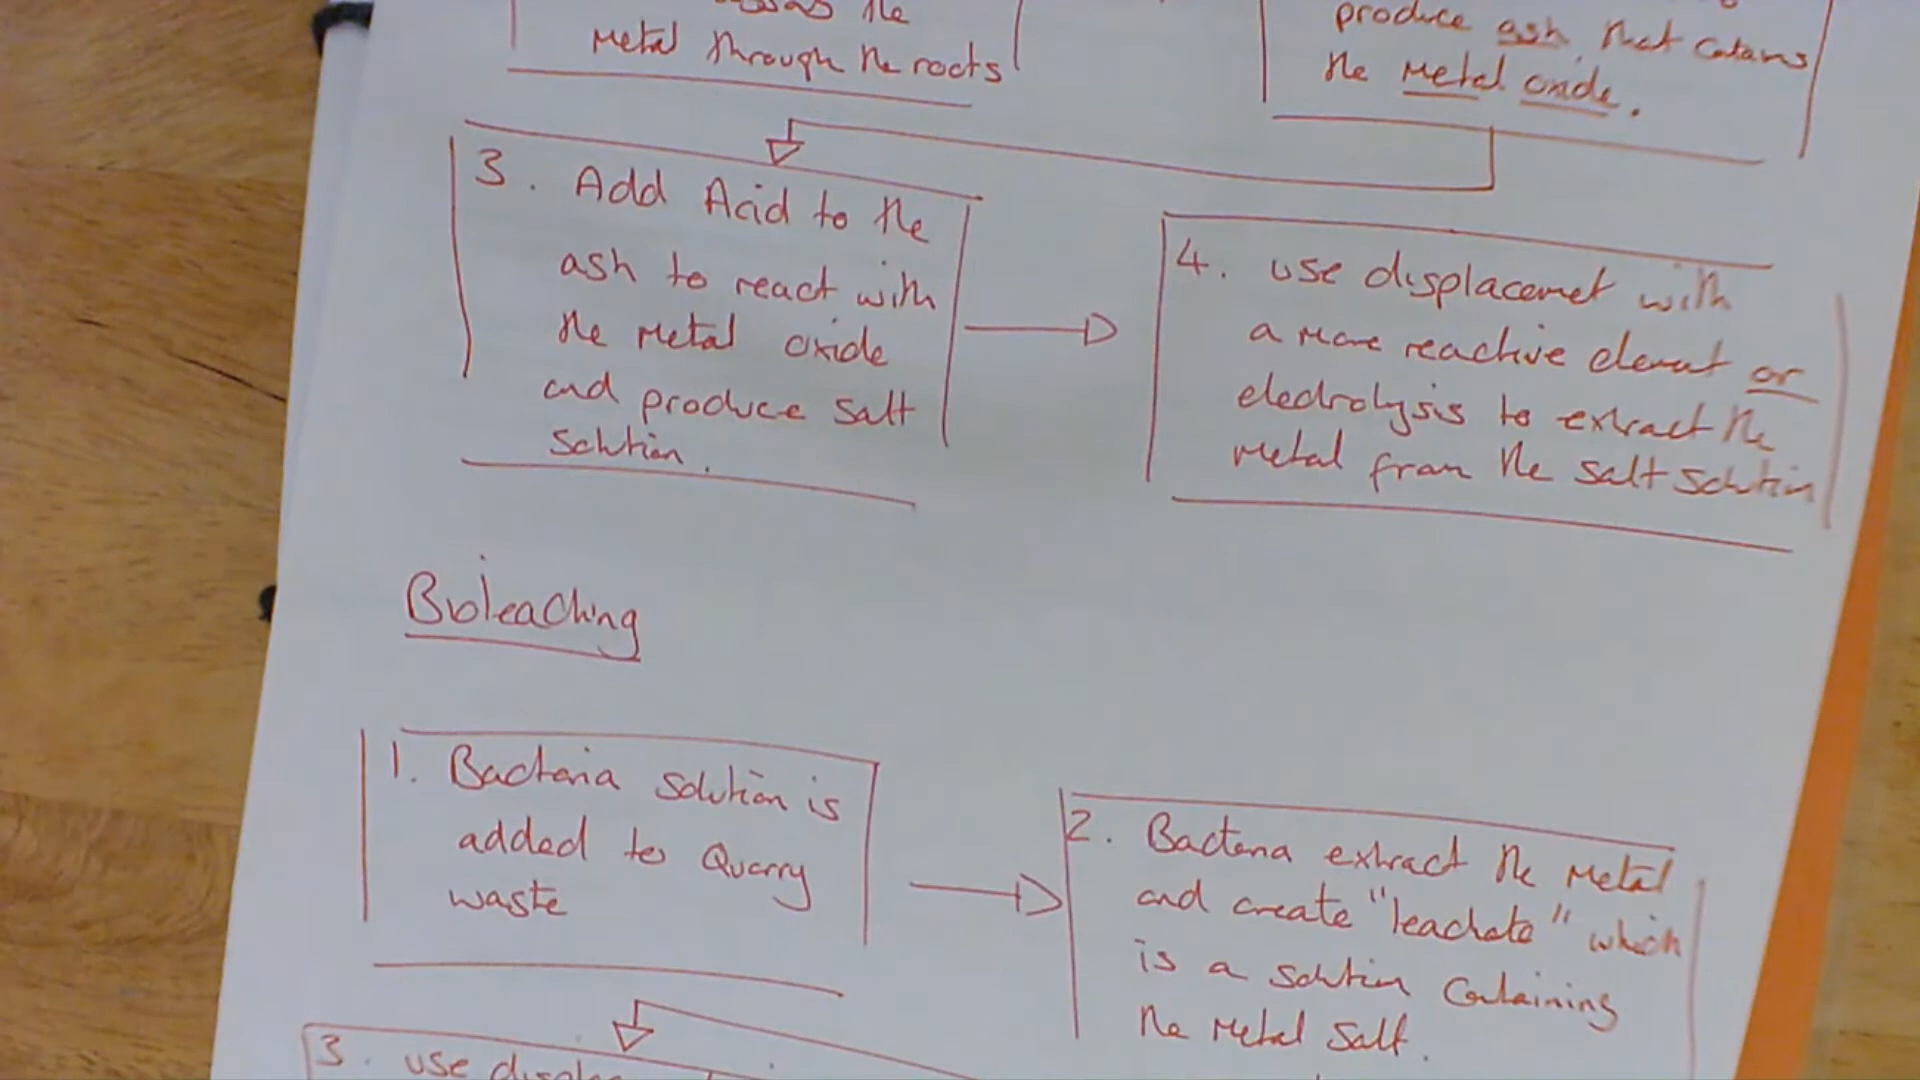 the
metal through the roots
produce ash that contains
the metal oxide.
3. Add Acid to the
ash to react with
the metal oxide
and produce salt
solution.
4. use displacemet with
a more reactive element or
electrolysis to extract the
metal from the salt solution
Bioleaching
1. Bacteria solution is
added to Quarry
waste
2. Bacteria extract the metal
and create "leachate" which
is a solution containing
the metal salt.
3. use